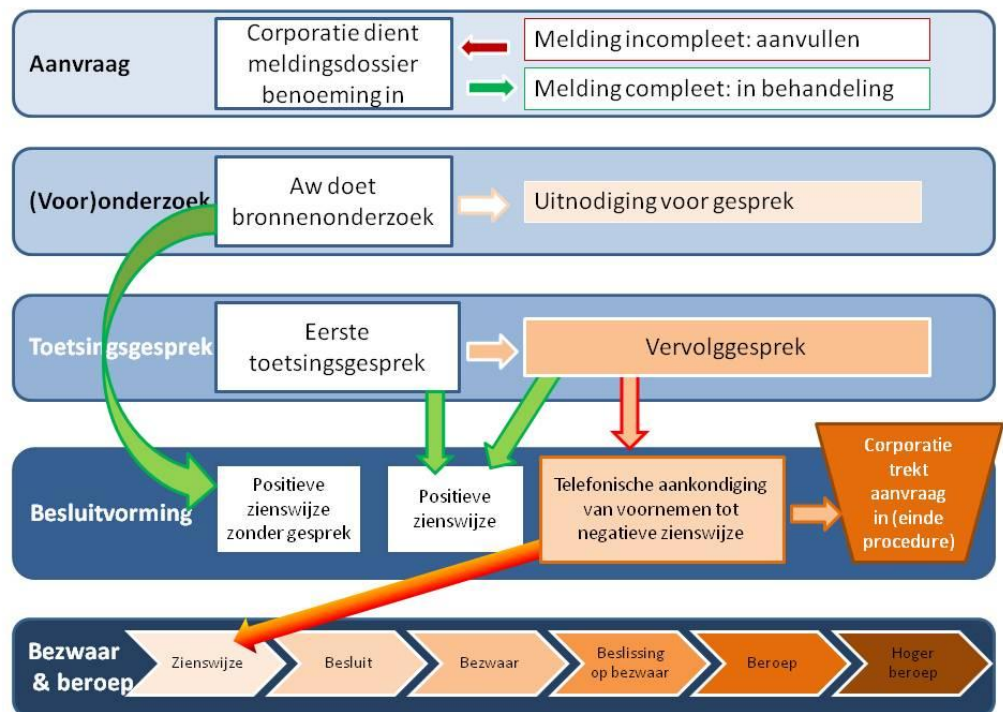 Aanvraag
Corporatie dient
meldingsdossier
benoeming in
Melding incompleet: aanvullen
Melding compleet: in behandeling
(Voor)onderzoek
Aw doet
bronnenonderzoek
Uitnodiging voor gesprek
Toetsingsgesprek
Eerste
toetsingsgesprek
Vervolggesprek
Besluitvorming
Positieve
zienswijze
zonder gesprek
Positieve
zienswijze
Telefonische aankondiging
van voornemen tot
negatieve zienswijze
Corporatie
trekt
aanvraag
in (einde
procedure)
Bezwaar
& beroep
Zienswijze
Besluit
Bezwaar
Beslissing
op bezwaar
Beroep
Hoger
beroep